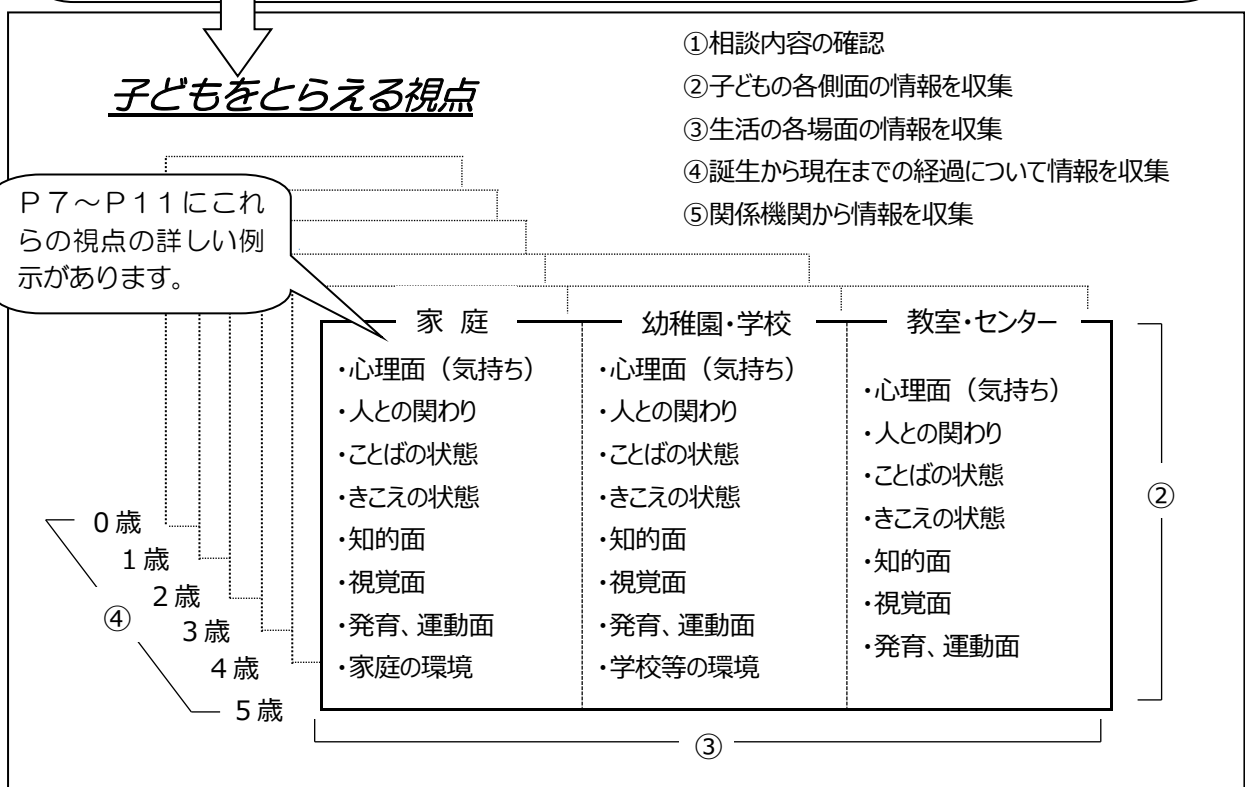 子どもをとらえる視点
①相談内容の確認
②子どもの各側面の情報を収集
③生活の各場面の情報を収集
④誕生から現在までの経過について情報を収集
⑤関係機関から情報を収集
P7～P11にこれ
らの視点の詳しい例
示があります。
家 庭
・心理面（気持ち）
・人との関わり
・ことばの状態
・きこえの状態
・知的面
・視覚面
・発育、運動面
・家庭の環境
幼稚園・学校
・心理面（気持ち）
・人との関わり
・ことばの状態
・きこえの状態
・知的面
・視覚面
・発育、運動面
・学校等の環境
教室・センター
・心理面（気持ち）
・人との関わり
・ことばの状態
・きこえの状態
・知的面
・視覚面
・発育、運動面
②
0歳
1歳
2歳
3歳
4歳
5歳
④
③